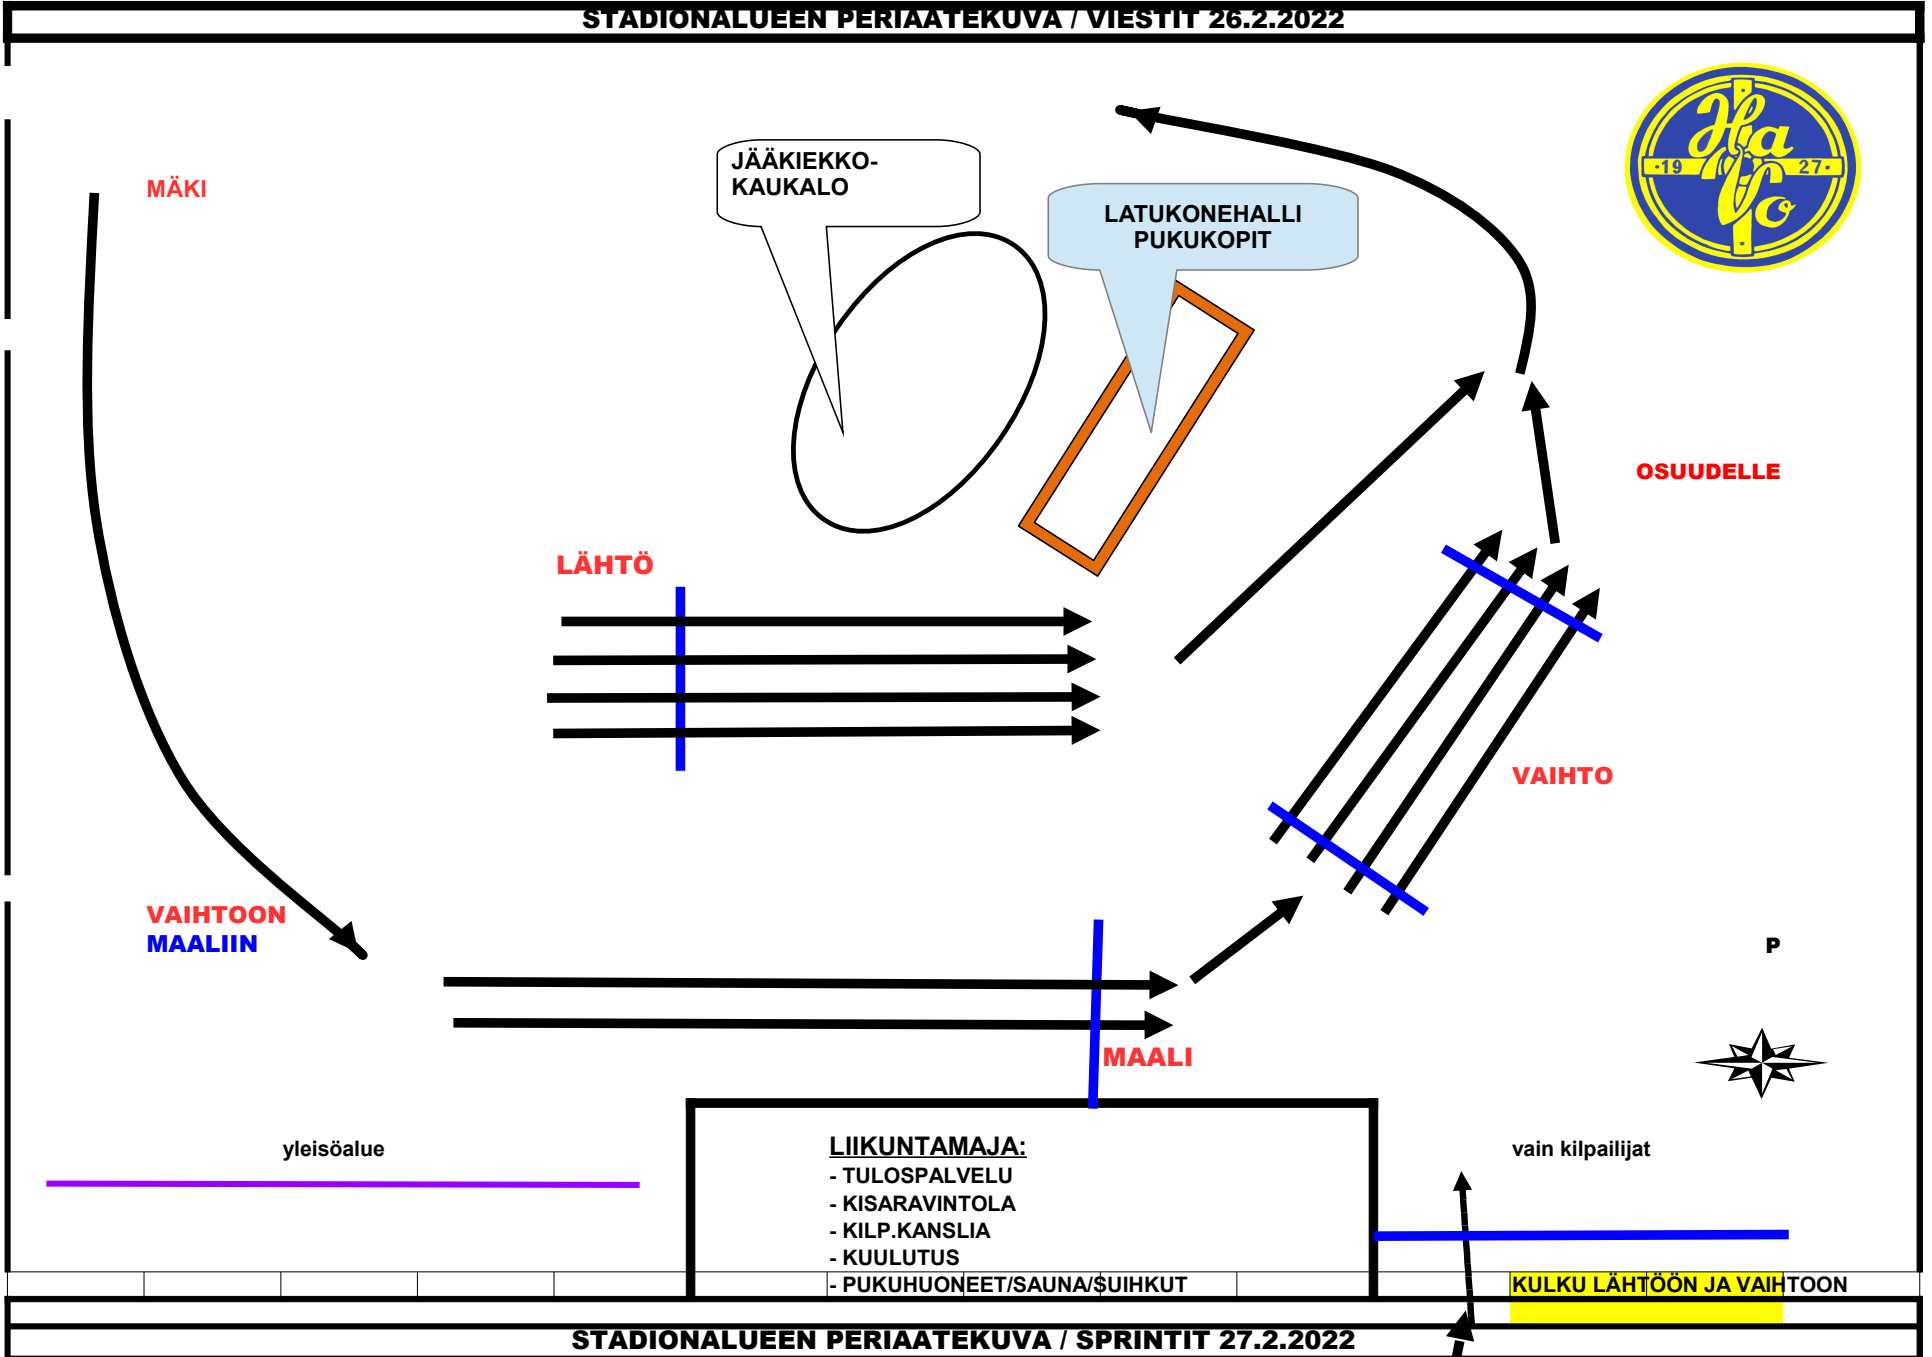 STADIONALUEEN PERIAATEKUVA / VIESTIT 26.2.2022
Ha
19 27
Vo
MÄKI
JÄÄKIEKKO-
KAUKALO
LATUKONEHALLI
PUKUKOPIT
OSUUDELLE
LÄHTÖ
VAIHTO
VAIHTOON
MAALIIN
P
MAALI
yleisöalue
LIIKUNTAMAJA:
- TULOSPALVELU
- KISARAVINTOLA
- KILP.KANSLIA
- KUULUTUS
- PUKUHUONEET/SAUNA/SUIHKUT
vain kilpailijat
KULKU LÄHTÖÖN JA VAIHTOON
STADIONALUEEN PERIAATEKUVA / SPRINTIT 27.2.2022